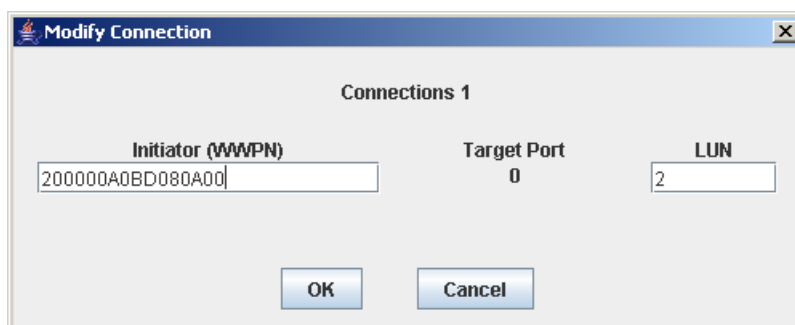 Modify Connection
Connections 1
Initiator (WWPN) Target Port LUN
200000A0BD080A00 0 2
OK Cancel